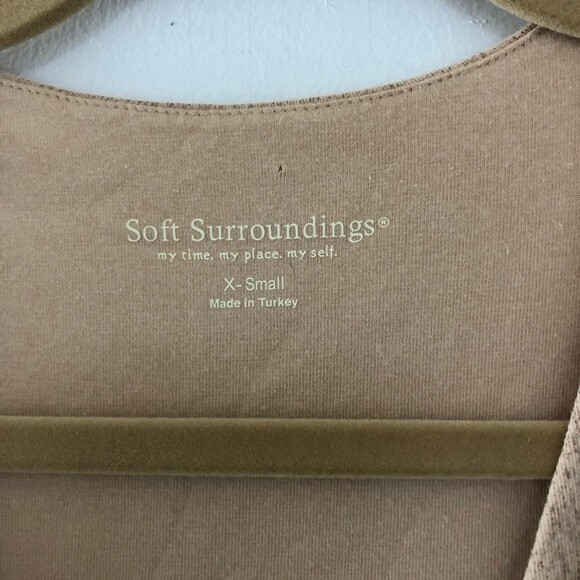 Soft Surroundings®
my time. my place. my self.
X-Small
Made in Turkey